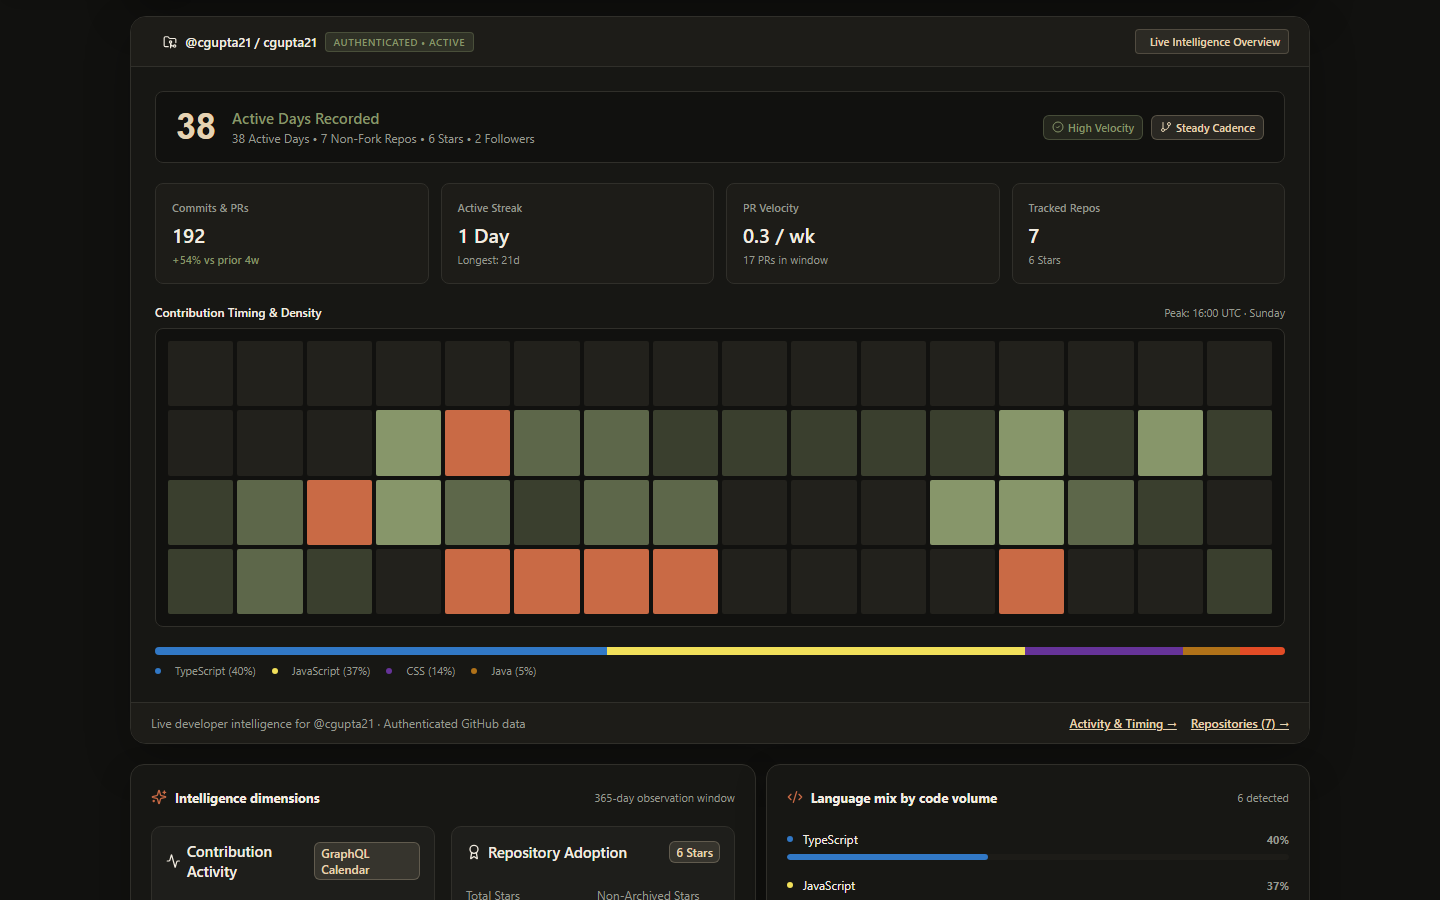 @cgupta21 / cgupta21
AUTHENTICATED • ACTIVE
Live Intelligence Overview
38
Active Days Recorded
38 Active Days • 7 Non-Fork Repos • 6 Stars • 2 Followers
High Velocity
Steady Cadence
Commits & PRs
192
+54% vs prior 4w
Active Streak
1 Day
Longest: 21d
PR Velocity
0.3 / wk
17 PRs in window
Tracked Repos
7
6 Stars
Contribution Timing & Density
Peak: 16:00 UTC · Sunday
TypeScript (40%)
JavaScript (37%)
CSS (14%)
Java (5%)
Live developer intelligence for @cgupta21 · Authenticated GitHub data
Activity & Timing →
Repositories (7) →
Intelligence dimensions
365-day observation window
Contribution
Activity
GraphQL
Calendar
Repository Adoption
6 Stars
Total Stars
Non-Archived Stars
Language mix by code volume
6 detected
TypeScript
40%
JavaScript
37%